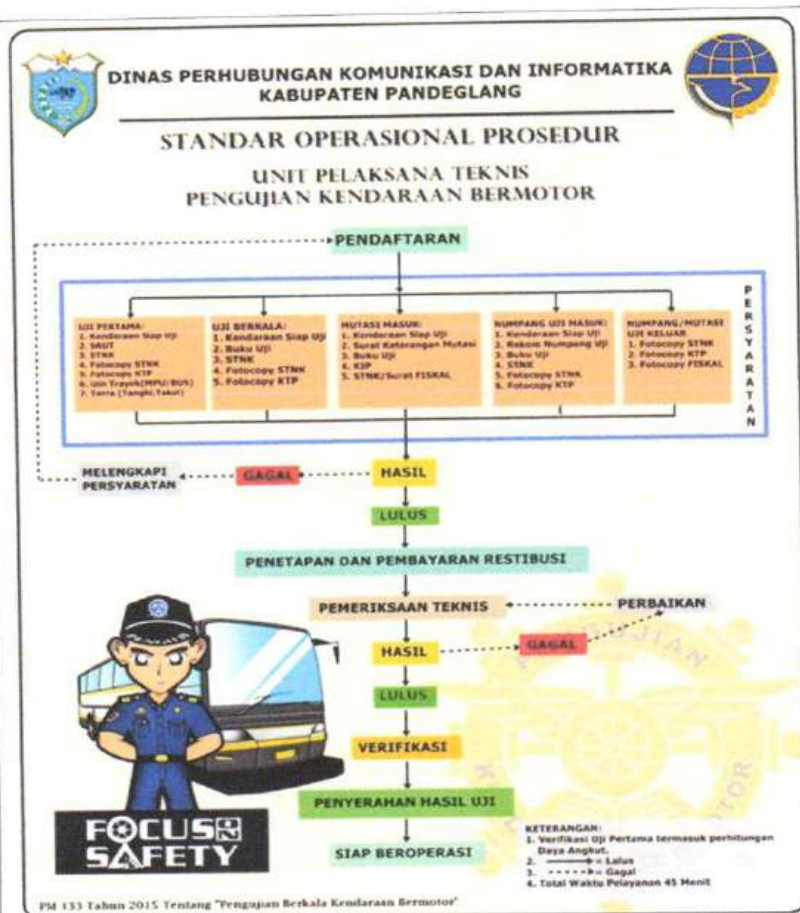 DINAS PERHUBUNGAN KOMUNIKASI DAN INFORMATIKA
KABUPATEN PANDEGLANG
STANDAR OPERASIONAL PROSEDUR
UNIT PELAKSANA TEKNIS
PENGUJIAN KENDARAAN BERMOTOR
PENDAFTARAN
PERSYARATAN
UJI PERTAMA:
1. Kendaraan Siap Uji
2. SRUT
3. STNK
4. Fotocopy STNK
5. Fotocopy KTP
6. Izin Trayek(MPU/BUS)
7. Terra (Tangki,Taksi)
UJI BERKALA:
1. Kendaraan Siap Uji
2. Buku Uji
3. STNK
4. Fotocopy STNK
5. Fotocopy KTP
MUTASI MASUK:
1. Kendaraan Siap Uji
2. Surat Keterangan Mutasi
3. Buku Uji
4. KIP
5. STNK/Surat FISKAL
NUMPANG UJI MASUK:
1. Kendaraan Siap Uji
2. Rekom Numpang Uji
3. Buku Uji
4. STNK
5. Fotocopy STNK
6. Fotocopy KTP
NUMPANG/MUTASI
UJI KELUAR
1. Fotocopy STNK
2. Fotocopy KTP
3. Fotocopy FISKAL
MELENGKAPI
PERSYARATAN
GAGAL
HASIL
LULUS
PENETAPAN DAN PEMBAYARAN RESTIBUSI
PEMERIKSAAN TEKNIS
PERBAIKAN
HASIL
GAGAL
LULUS
VERIFIKASI
PENYERAHAN HASIL UJI
SIAP BEROPERASI
FOCUS ON
SAFETY
KETERANGAN:
1. Verifikasi Uji Pertama termasuk perhitungan
Daya Angkut.
2. = Lulus
3. = Gagal
4. Total Waktu Pelayanan 45 Menit
PM 133 Tahun 2015 Tentang "Pengujian Berkala Kendaraan Bermotor"